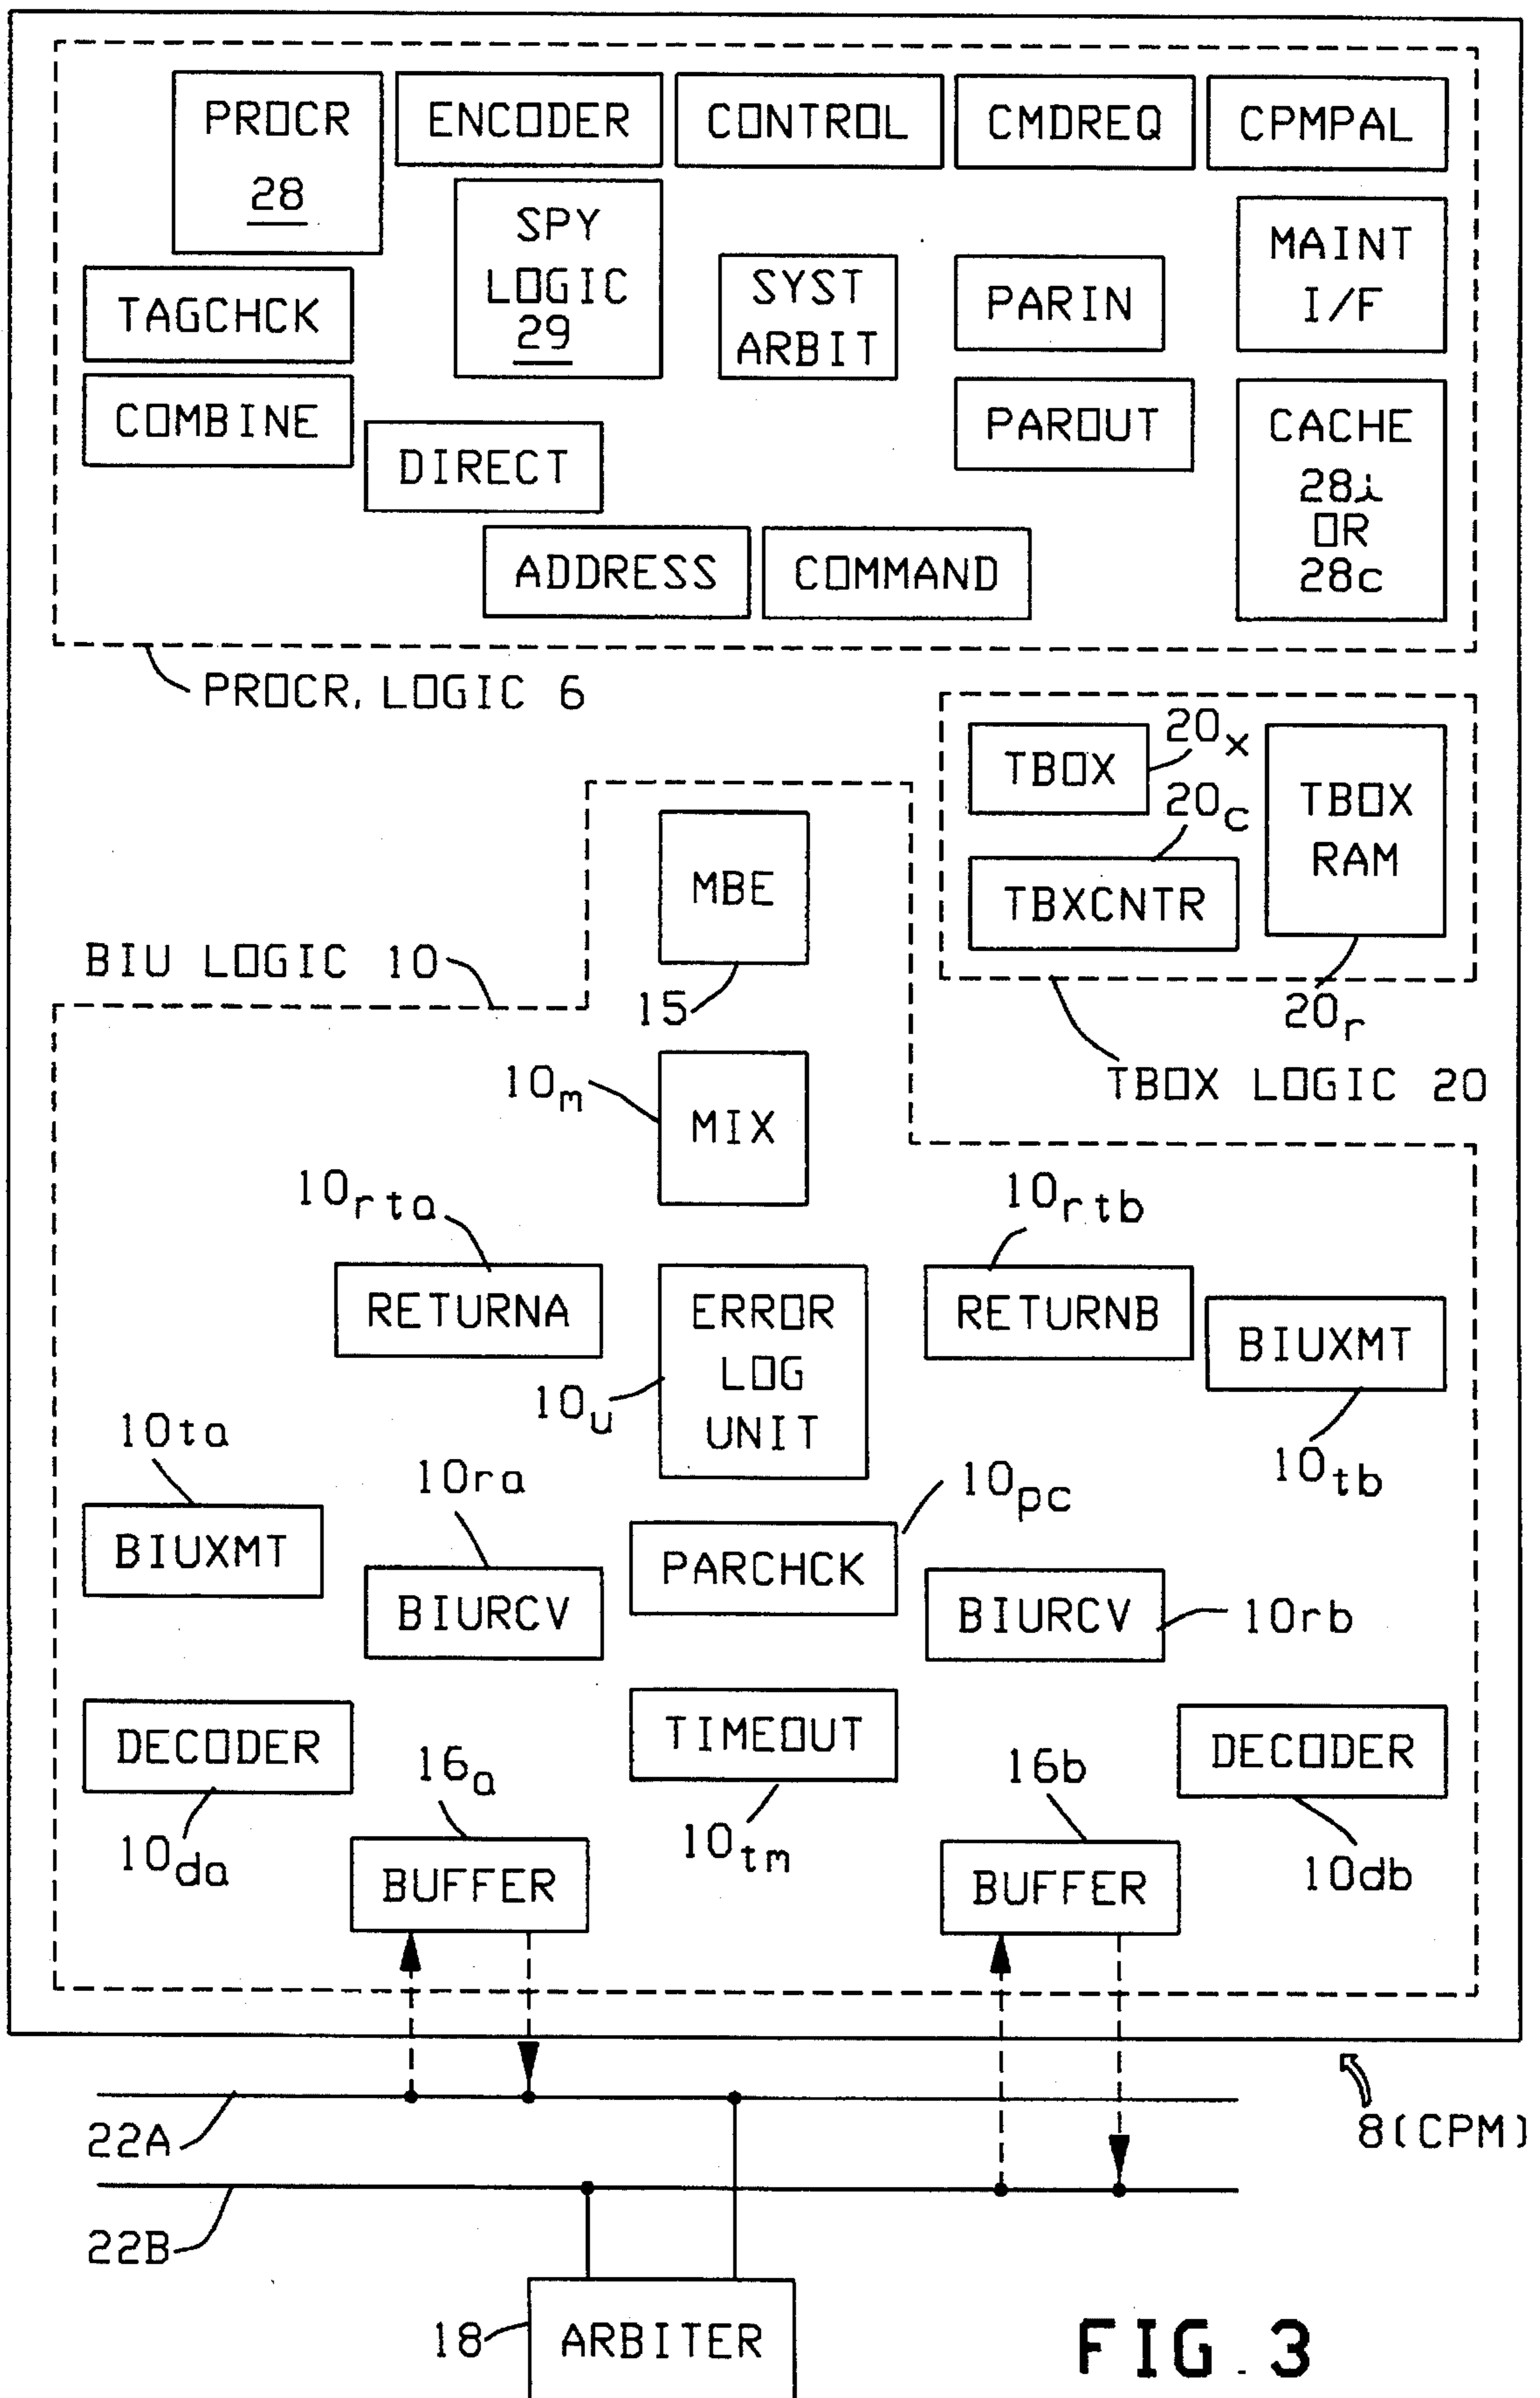 PROCR
28
ENCODER
CONTROL
CMDREQ
CPMPAL
SPY
LOGIC
29
MAINT
I/F
TAGCHCK
SYST
ARBIT
PARIN
COMBINE
DIRECT
PAROUT
CACHE
28i
OR
28c
ADDRESS
COMMAND
PROCR, LOGIC 6
TBOX
20x
TBOX
RAM
20c
TBXCNTR
20r
TBOX LOGIC 20
MBE
15
BIU LOGIC 10
10m
MIX
10rta
RETURNA
ERROR
LOG
UNIT
10u
10rtb
RETURNB
BIUXMT
10tb
10ta
BIUXMT
10ra
BIURCV
10pc
PARCHCK
BIURCV
10rb
DECODER
10da
16a
BUFFER
TIMEOUT
10tm
16b
BUFFER
DECODER
10db
8(CPM)
22A
22B
18
ARBITER
FIG. 3